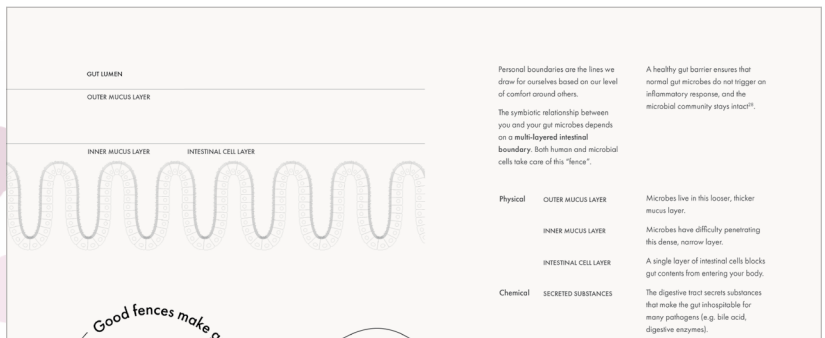 GUT LUMEN
OUTER MUCUS LAYER
INNER MUCUS LAYER
INTESTINAL CELL LAYER
Good fences make
Personal boundaries are the lines we
draw for ourselves based on our level
of comfort around others.
The symbiotic relationship between
you and your gut microbes depends
on a multi-layered intestinal
boundary. Both human and microbial
cells take care of this "fence".
A healthy gut barrier ensures that
normal gut microbes do not trigger an
inflammatory response, and the
microbial community stays intact²⁸.
Physical
OUTER MUCUS LAYER
Microbes live in this looser, thicker
mucus layer.
INNER MUCUS LAYER
Microbes have difficulty penetrating
this dense, narrow layer.
INTESTINAL CELL LAYER
A single layer of intestinal cells blocks
gut contents from entering your body.
Chemical
SECRETED SUBSTANCES
The digestive tract secrets substances
that make the gut inhospitable for
many pathogens (e.g. bile acid,
digestive enzymes).